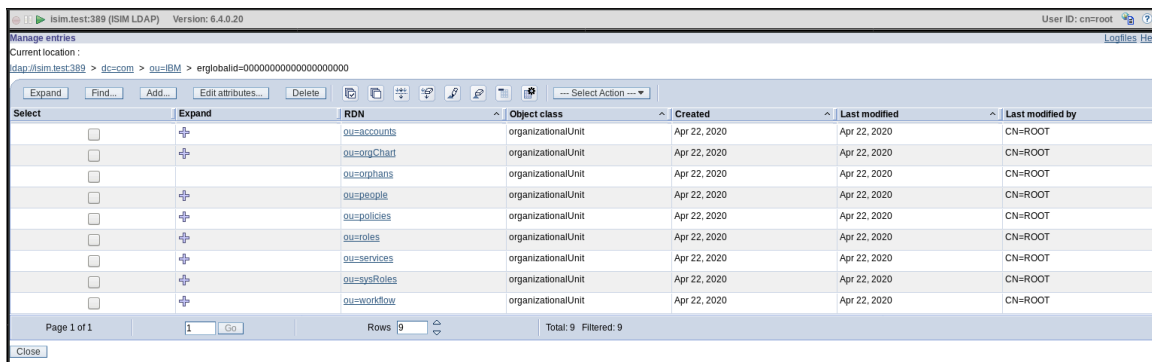 isim.test:389 (ISIM LDAP) Version: 6.4.0.20 User ID: cn=root
Manage entries Logfiles He
Current location :
ldap://isim.test:389 > dc=com > ou=IBM > erglobalid=00000000000000000000
Expand Find... Add... Edit attributes... Delete --- Select Action ---
Select Expand RDN Object class Created Last modified Last modified by
ou=accounts organizationalUnit Apr 22, 2020 Apr 22, 2020 CN=ROOT
ou=orgChart organizationalUnit Apr 22, 2020 Apr 22, 2020 CN=ROOT
ou=orphans organizationalUnit Apr 22, 2020 Apr 22, 2020 CN=ROOT
ou=people organizationalUnit Apr 22, 2020 Apr 22, 2020 CN=ROOT
ou=policies organizationalUnit Apr 22, 2020 Apr 22, 2020 CN=ROOT
ou=roles organizationalUnit Apr 22, 2020 Apr 22, 2020 CN=ROOT
ou=services organizationalUnit Apr 22, 2020 Apr 22, 2020 CN=ROOT
ou=sysRoles organizationalUnit Apr 22, 2020 Apr 22, 2020 CN=ROOT
ou=workflow organizationalUnit Apr 22, 2020 Apr 22, 2020 CN=ROOT
Page 1 of 1 1 Go Rows 9 Total: 9 Filtered: 9
Close